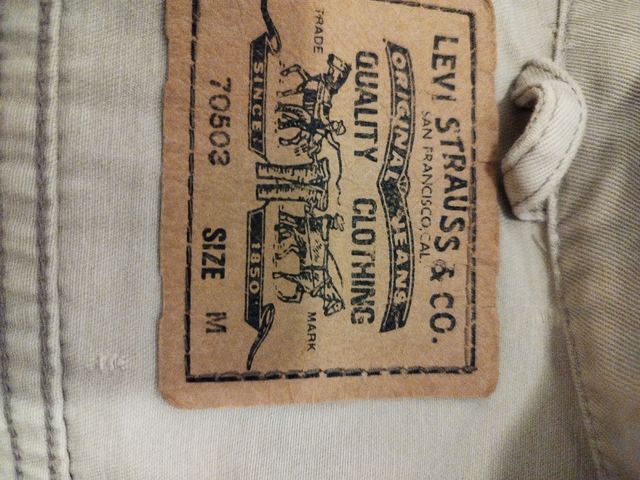 LEVI STRAUSS & CO.
SAN FRANCISCO, CAL
ORIGINAL JEANS
QUALITY CLOTHING
TRADE MARK
SINCE 1850
70503 SIZE M